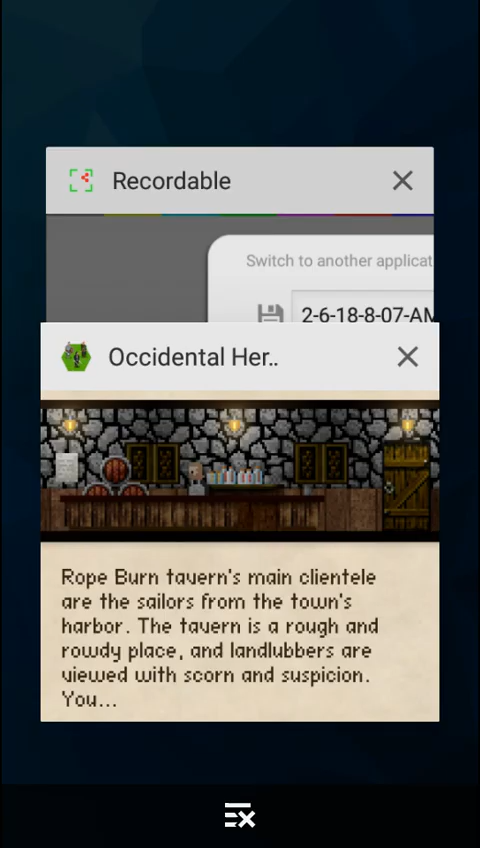 Recordable
Switch to another applicat
2-6-18-8-07-AM
Occidental Her..
Rope Burn tavern's main clientele
are the sailors from the town's
harbor. The tavern is a rough and
rowdy place, and landlubbers are
viewed with scorn and suspicion.
You...